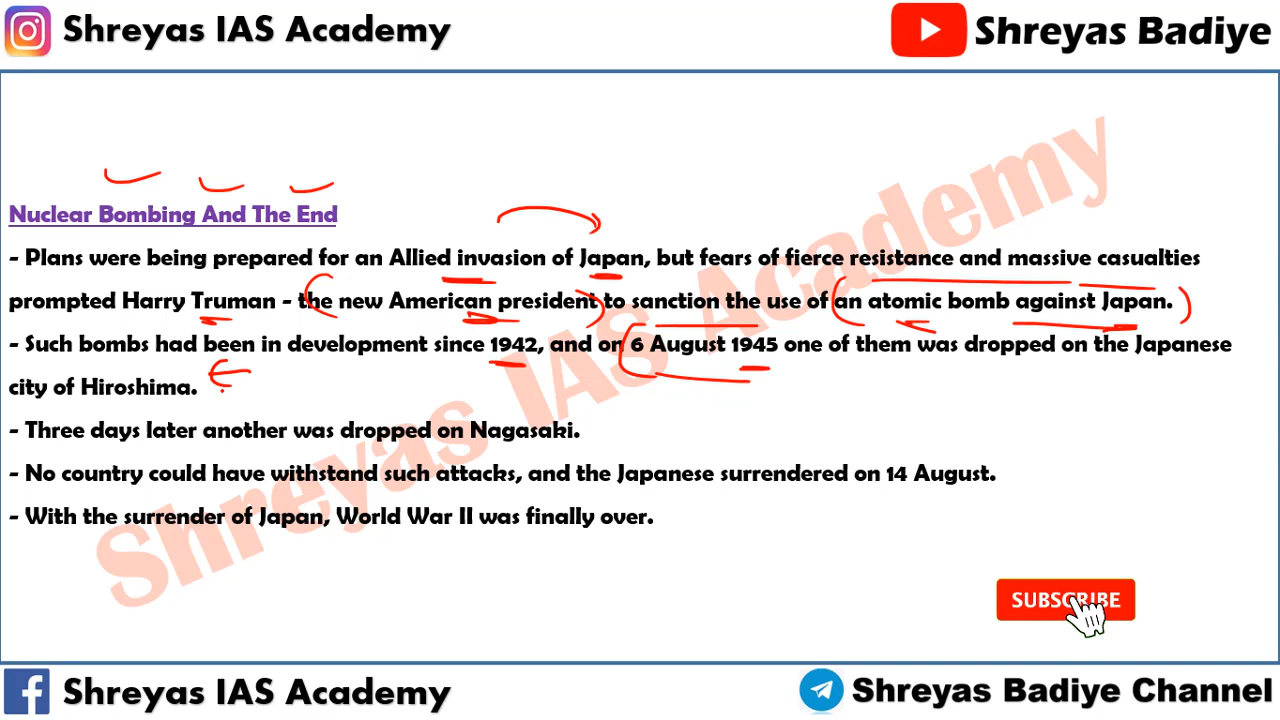 Shreyas IAS Academy
Shreyas Badiye
Nuclear Bombing And The End
- Plans were being prepared for an Allied invasion of Japan, but fears of fierce resistance and massive casualties
prompted Harry Truman - the new American president to sanction the use of an atomic bomb against Japan.
- Such bombs had been in development since 1942, and on 6 August 1945 one of them was dropped on the Japanese
city of Hiroshima.
- Three days later another was dropped on Nagasaki.
- No country could have withstand such attacks, and the Japanese surrendered on 14 August.
- With the surrender of Japan, World War II was finally over.
Shreyas IAS Academy
SUBSCRIBE
Shreyas IAS Academy
Shreyas Badiye Channel